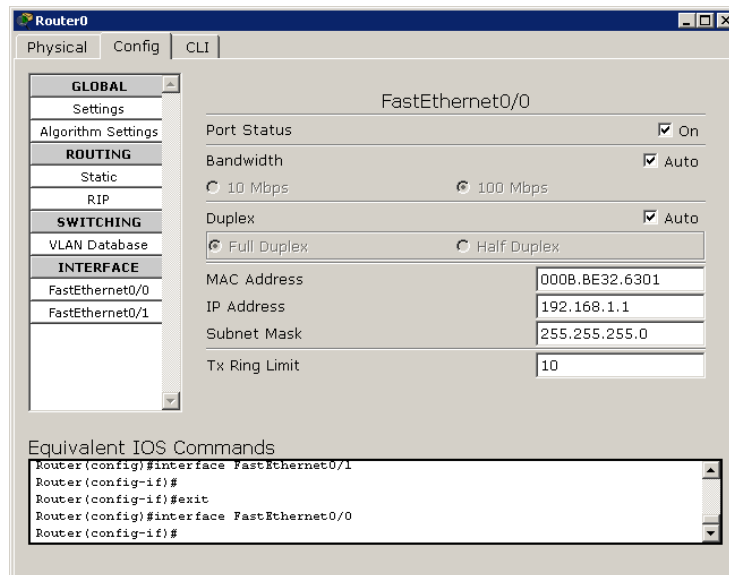 Router0
Physical Config CLI
GLOBAL
Settings
Algorithm Settings
ROUTING
Static
RIP
SWITCHING
VLAN Database
INTERFACE
FastEthernet0/0
FastEthernet0/1
FastEthernet0/0
Port Status On
Bandwidth Auto
10 Mbps 100 Mbps
Duplex Auto
Full Duplex Half Duplex
MAC Address 000B.BE32.6301
IP Address 192.168.1.1
Subnet Mask 255.255.255.0
Tx Ring Limit 10
Equivalent IOS Commands
Router(config)#interface FastEthernet0/1
Router(config-if)#
Router(config-if)#exit
Router(config)#interface FastEthernet0/0
Router(config-if)#